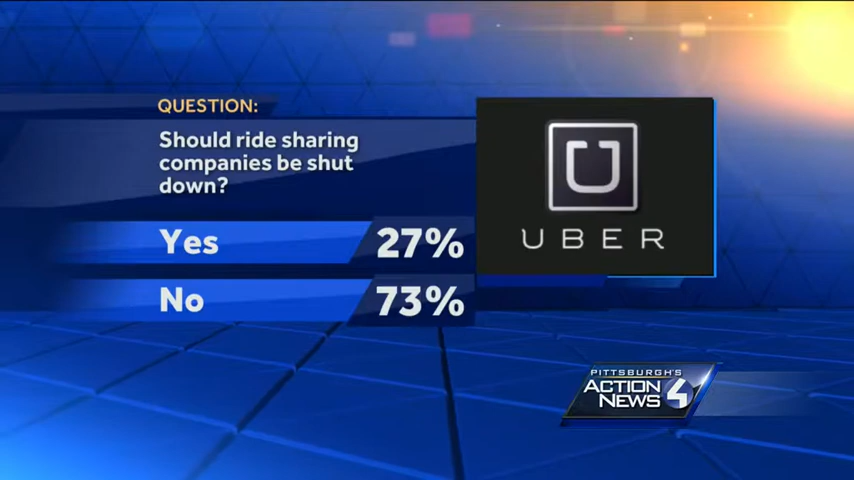 QUESTION:
Should ride sharing
companies be shut
down?
Yes 27%
No 73%
U
UBER
PITTSBURGH'S
ACTION
NEWS 4